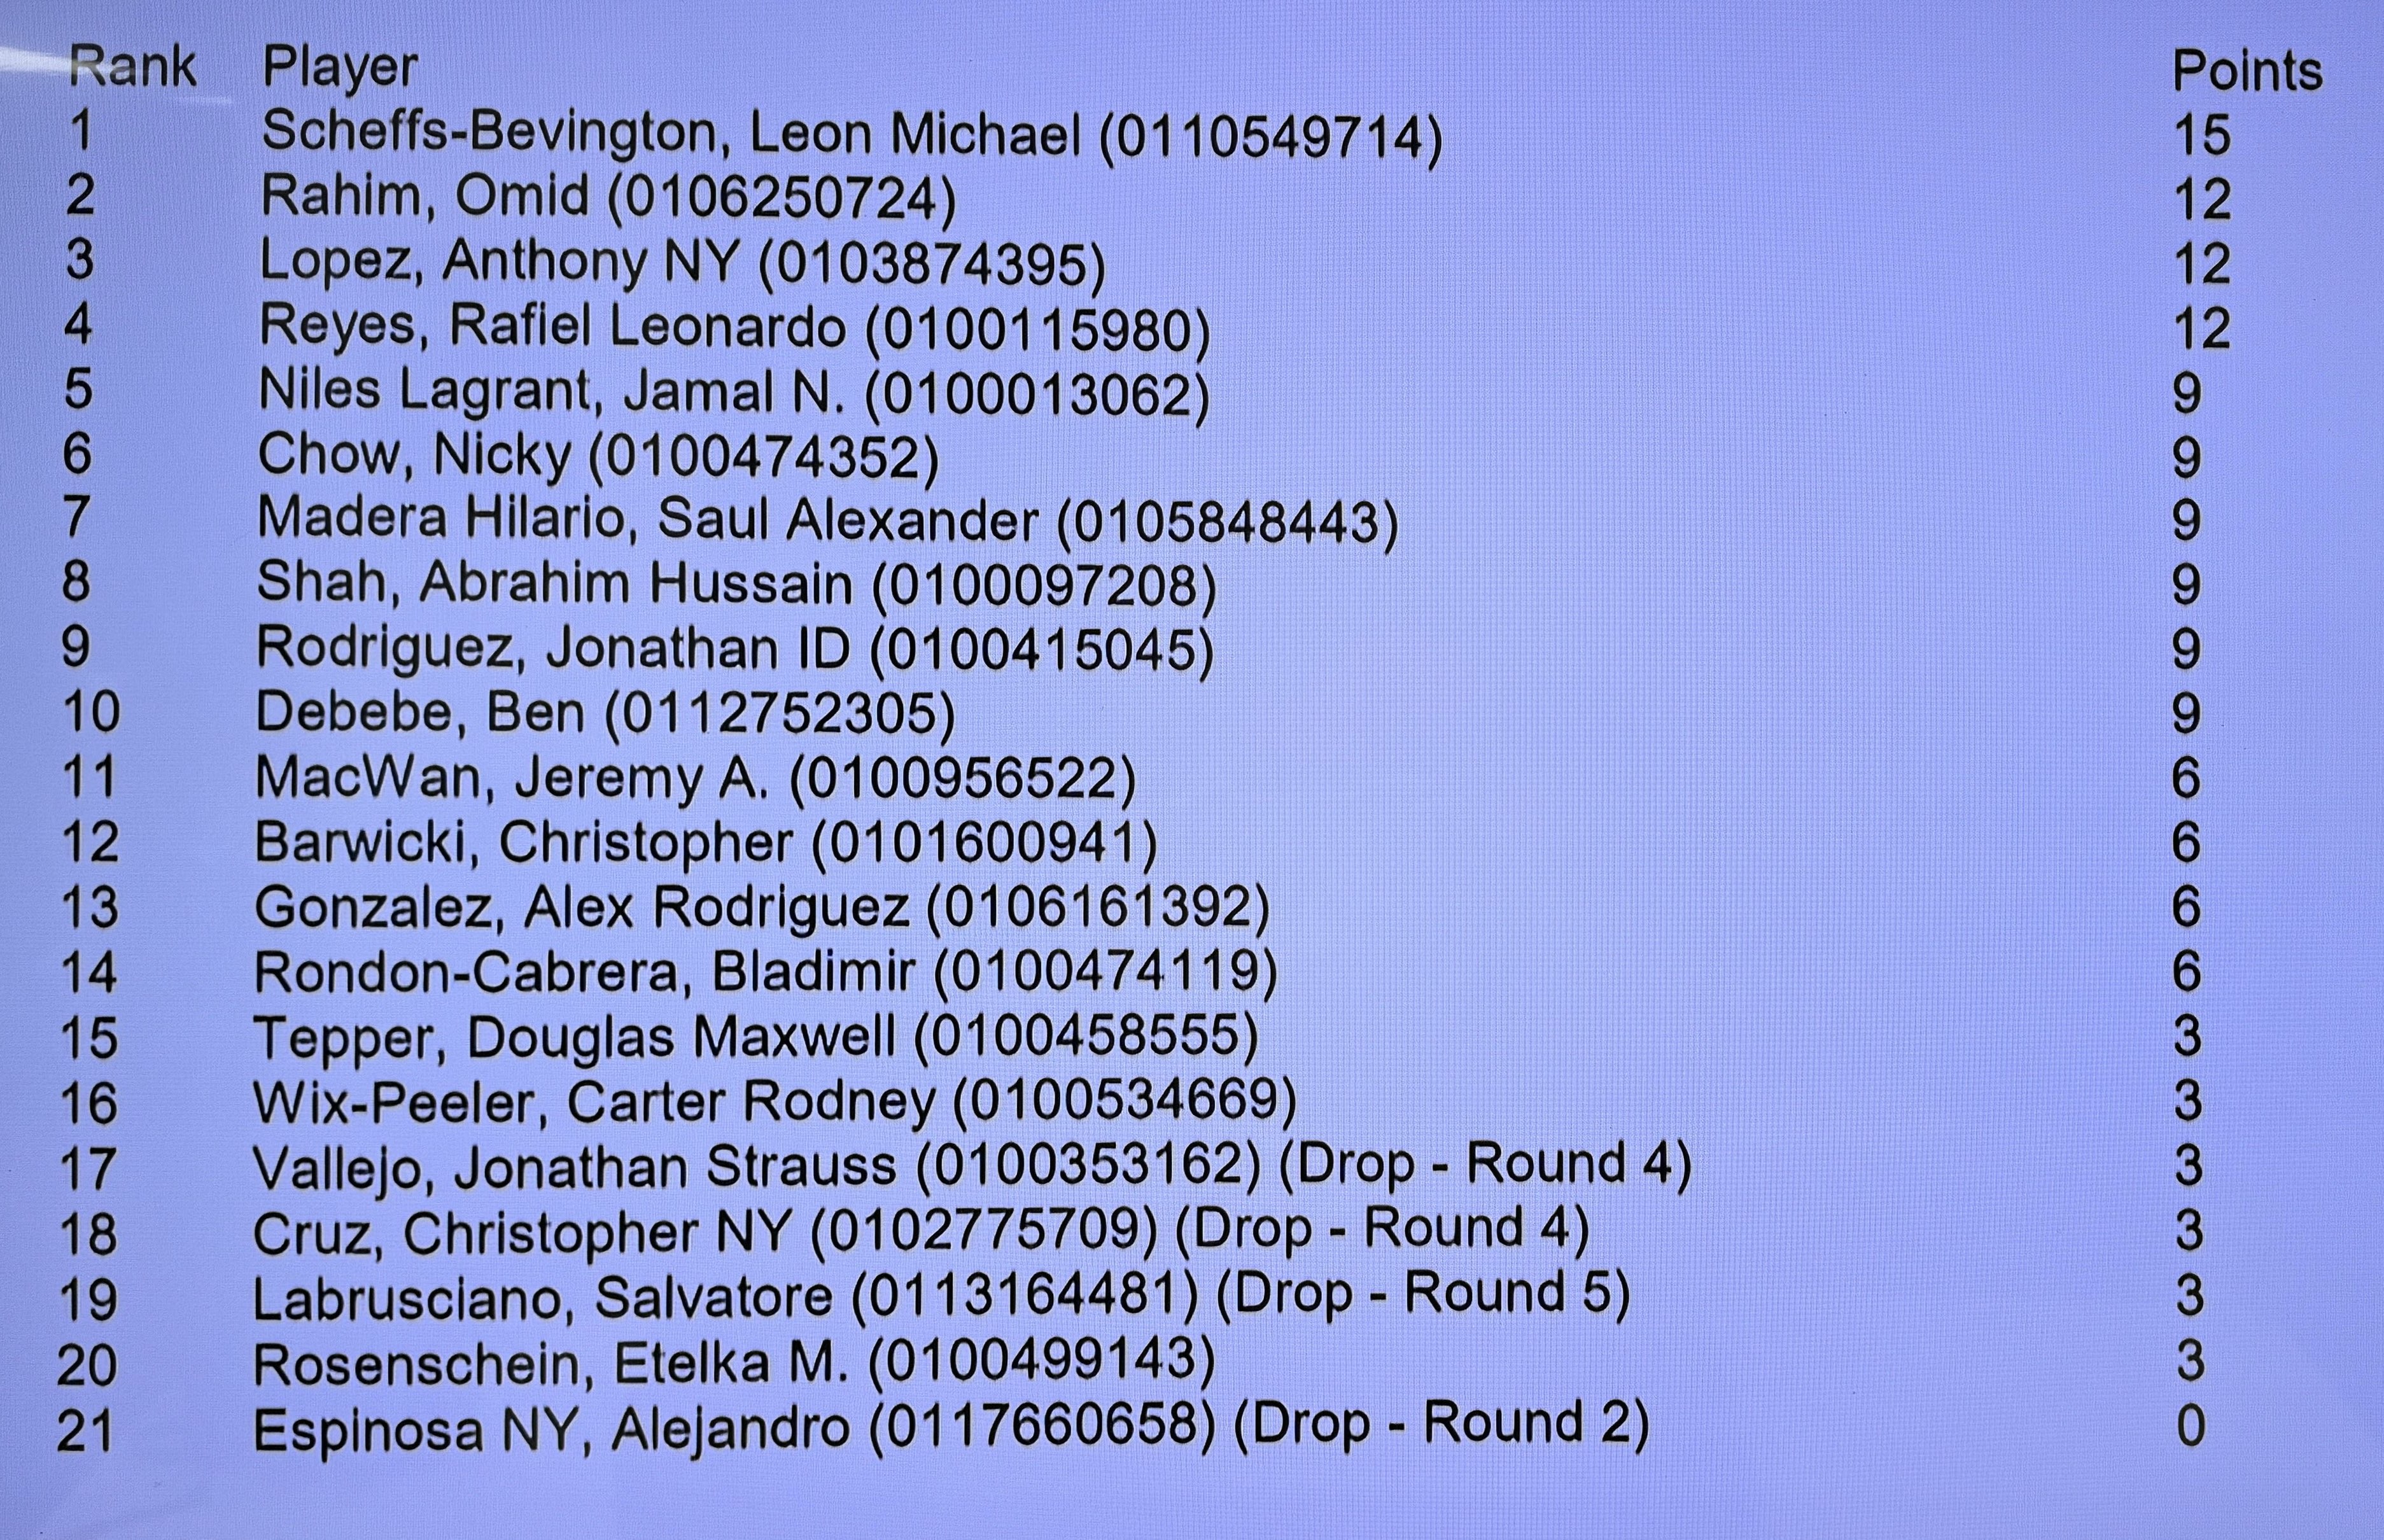 Rank Player Points
1 Scheffs-Bevington, Leon Michael (0110549714) 15
2 Rahim, Omid (0106250724) 12
3 Lopez, Anthony NY (0103874395) 12
4 Reyes, Rafiel Leonardo (0100115980) 12
5 Niles Lagrant, Jamal N. (0100013062) 9
6 Chow, Nicky (0100474352) 9
7 Madera Hilario, Saul Alexander (0105848443) 9
8 Shah, Abrahim Hussain (0100097208) 9
9 Rodriguez, Jonathan ID (0100415045) 9
10 Debebe, Ben (0112752305) 9
11 MacWan, Jeremy A. (0100956522) 6
12 Barwicki, Christopher (0101600941) 6
13 Gonzalez, Alex Rodriguez (0106161392) 6
14 Rondon-Cabrera, Bladimir (0100474119) 6
15 Tepper, Douglas Maxwell (0100458555) 3
16 Wix-Peeler, Carter Rodney (0100534669) 3
17 Vallejo, Jonathan Strauss (0100353162) (Drop - Round 4) 3
18 Cruz, Christopher NY (0102775709) (Drop - Round 4) 3
19 Labrusciano, Salvatore (0113164481) (Drop - Round 5) 3
20 Rosenschein, Etelka M. (0100499143) 3
21 Espinosa NY, Alejandro (0117660658) (Drop - Round 2) 0